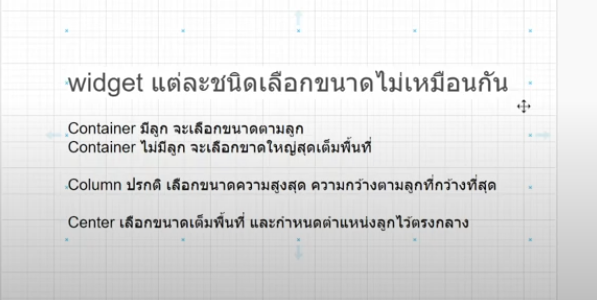 widget แต่ละชนิดเลือกขนาดไม่เหมือนกัน
Container มีลูก จะเลือกขนาดตามลูก
Container ไม่มีลูก จะเลือกขาดใหญ่สุดเต็มพื้นที่
Column ปรกติ เลือกขนาดความสูงสุด ความกว้างตามลูกที่กว้างที่สุด
Center เลือกขนาดเต็มพื้นที่ และกำหนดตำแหน่งลูกไว้ตรงกลาง